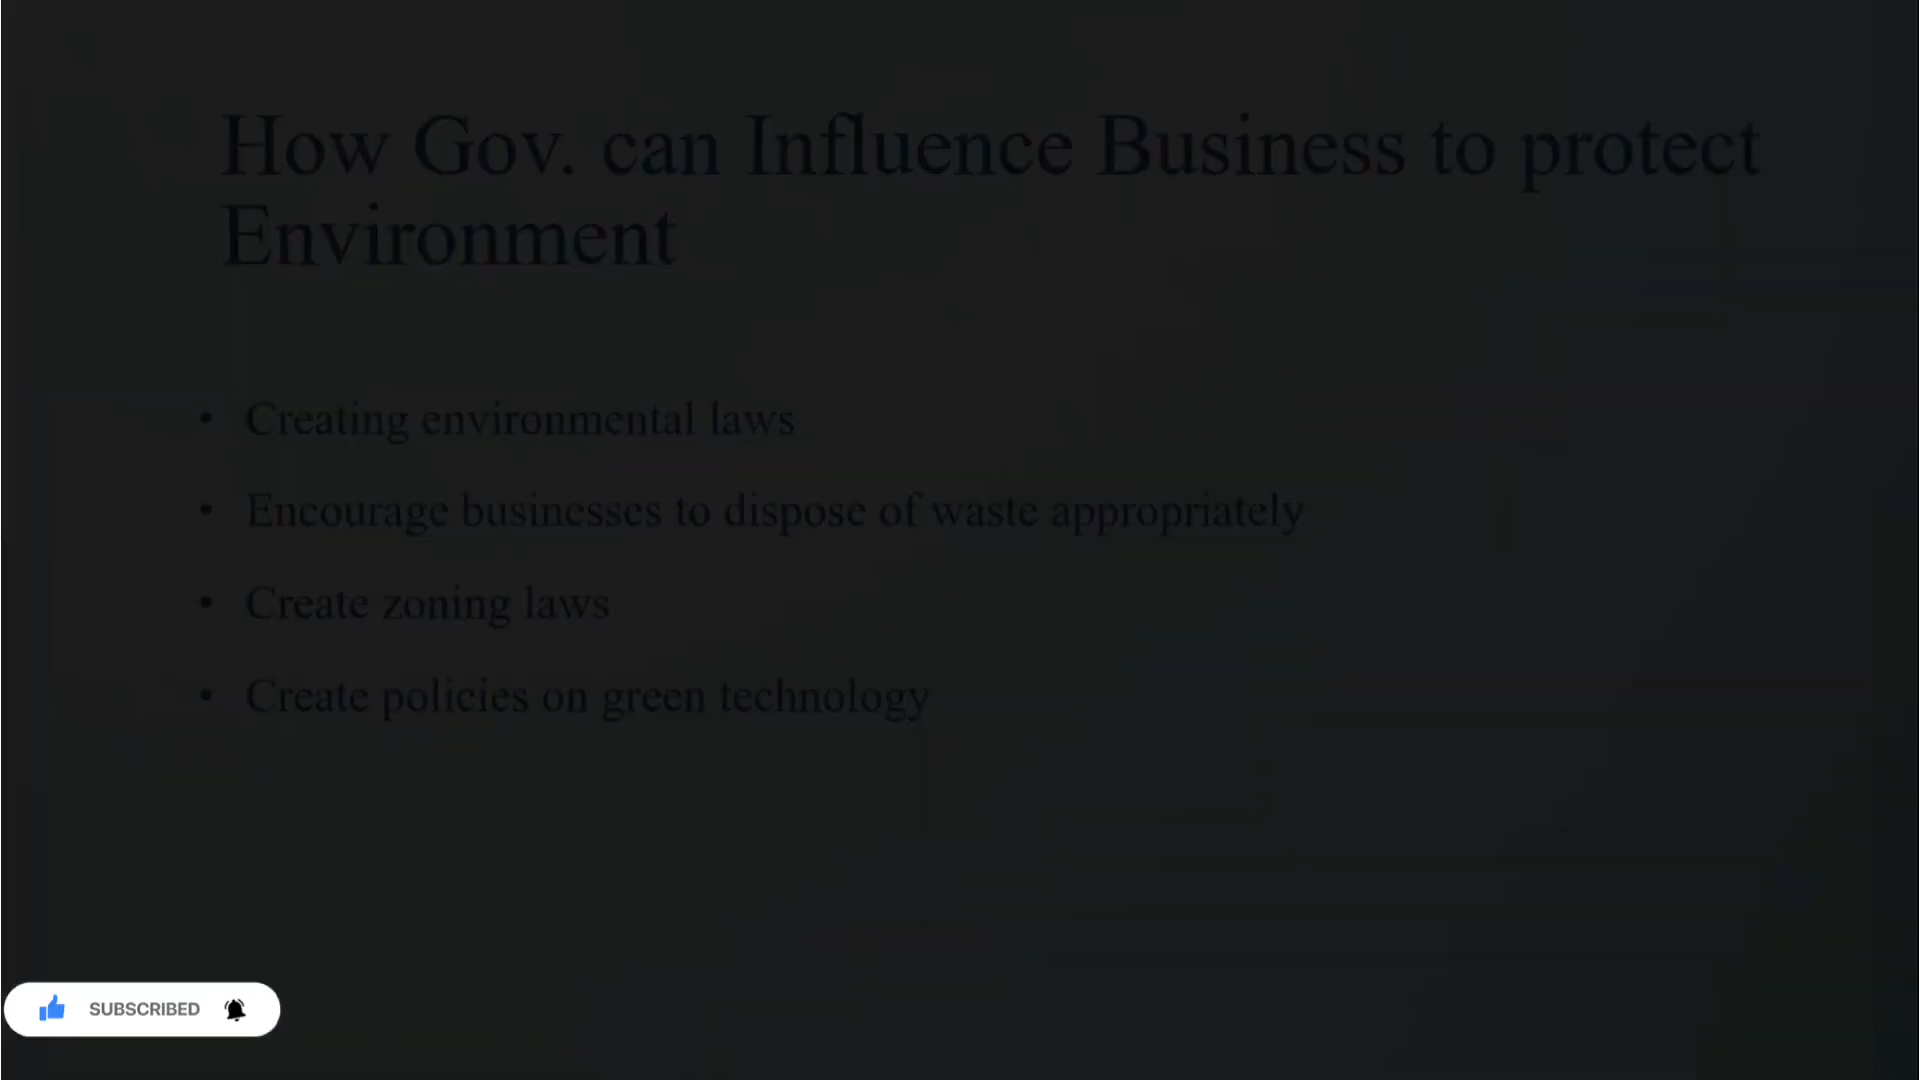 How Gov. can Influence Business to protect
Environment
• Creating environmental laws
• Encourage businesses to dispose of waste appropriately
• Create zoning laws
• Create policies on green technology
SUBSCRIBED